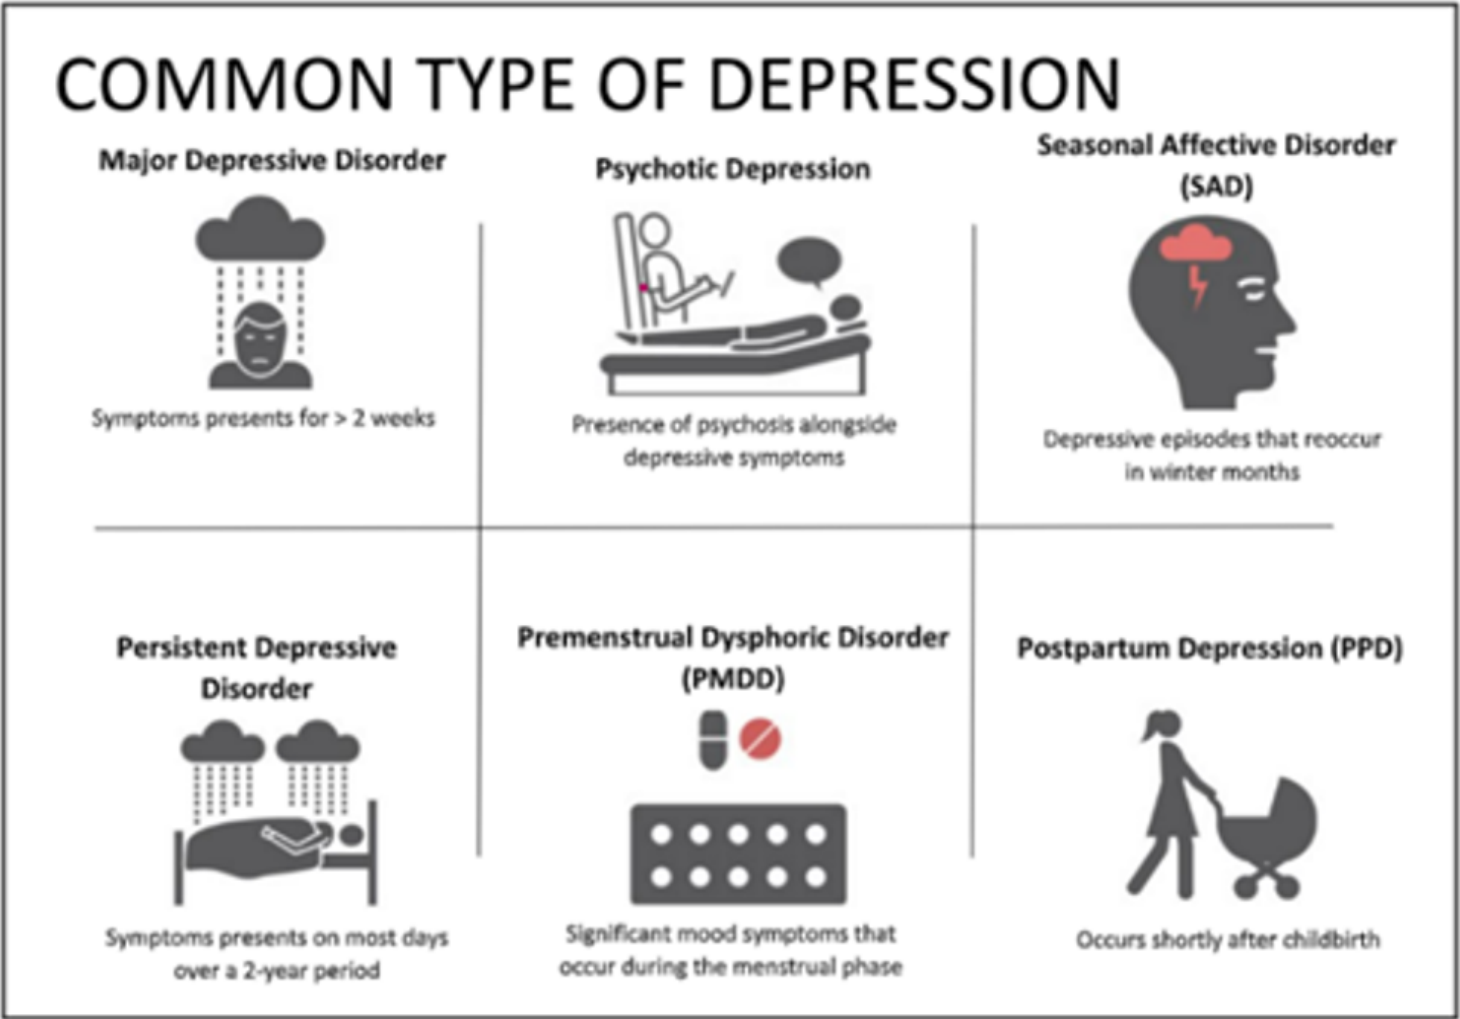 COMMON TYPE OF DEPRESSION
Major Depressive Disorder
Symptoms presents for > 2 weeks
Psychotic Depression
Presence of psychosis alongside
depressive symptoms
Seasonal Affective Disorder
(SAD)
Depressive episodes that reoccur
in winter months
Persistent Depressive
Disorder
Symptoms presents on most days
over a 2-year period
Premenstrual Dysphoric Disorder
(PMDD)
Significant mood symptoms that
occur during the menstrual phase
Postpartum Depression (PPD)
Occurs shortly after childbirth